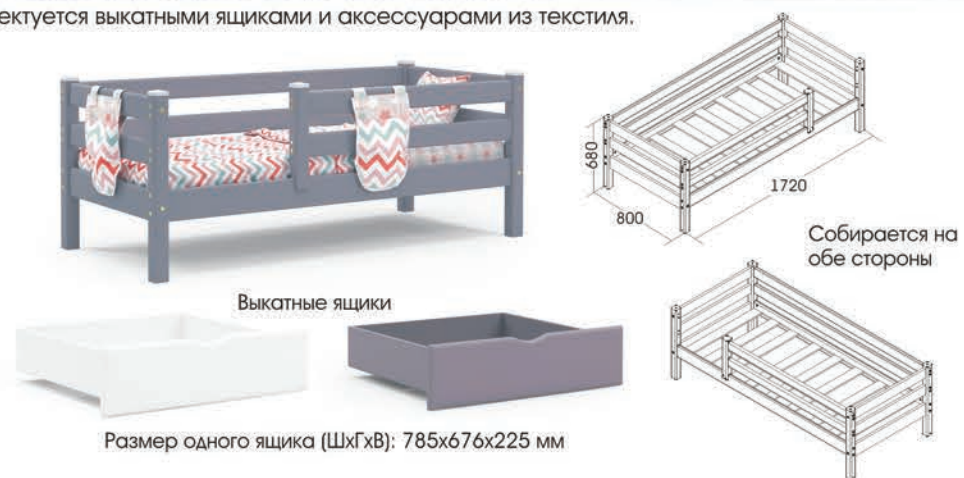 ектуется выкатными ящиками и аксессуарами из текстиля.
680
800
1720
Собирается на
обе стороны
Выкатные ящики
Размер одного ящика (ШхГхВ): 785х676х225 мм